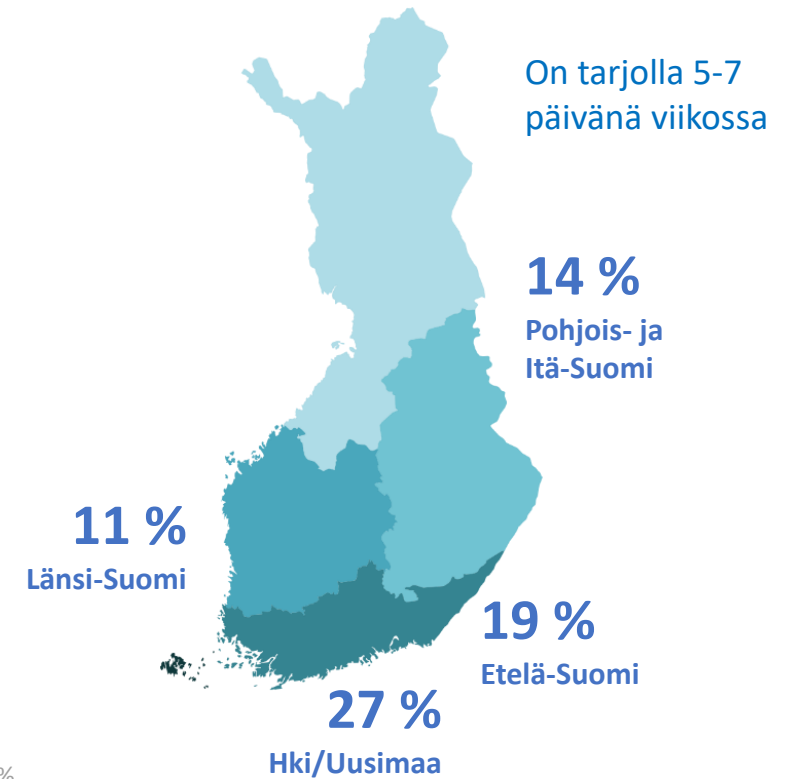 On tarjolla 5-7
päivänä viikossa
14 %
Pohjois- ja
Itä-Suomi
11 %
Länsi-Suomi
19 %
Etelä-Suomi
27 %
Hki/Uusimaa
%